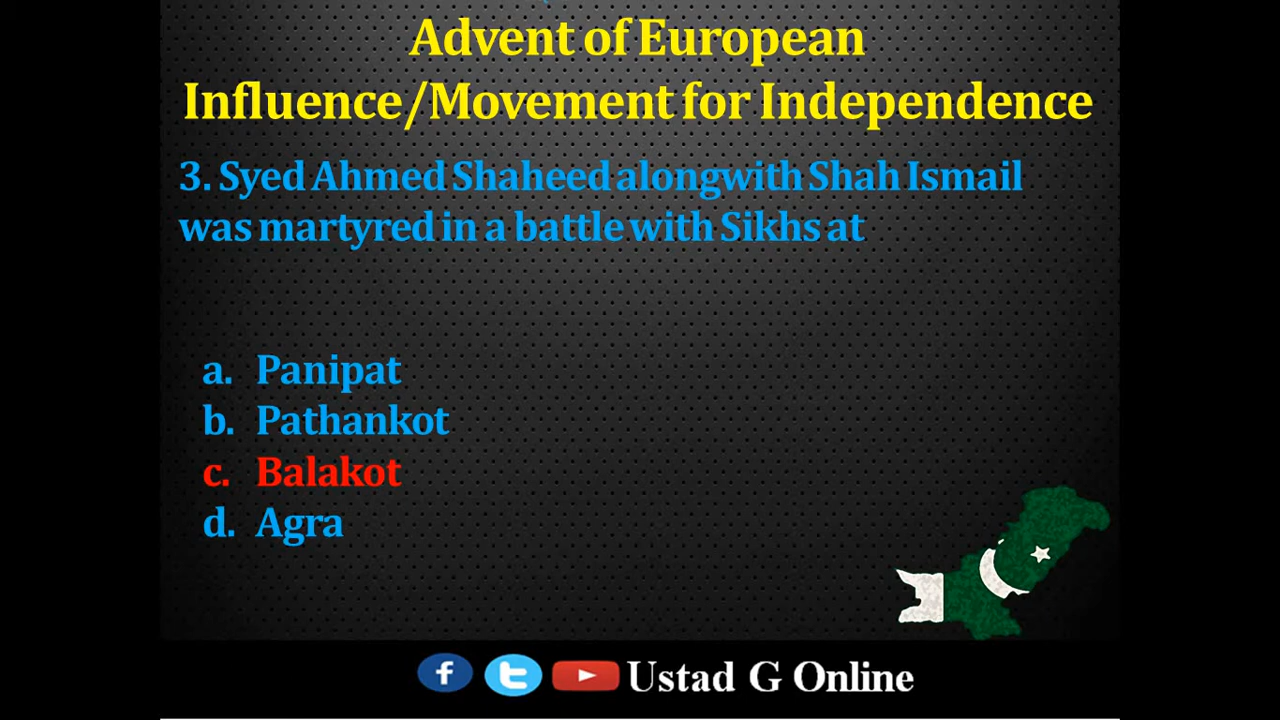 Advent of European
Influence/Movement for Independence
3. Syed Ahmed Shaheed alongwith Shah Ismail
was martyred in a battle with Sikhs at
a. Panipat
b. Pathankot
c. Balakot
d. Agra
Ustad G Online